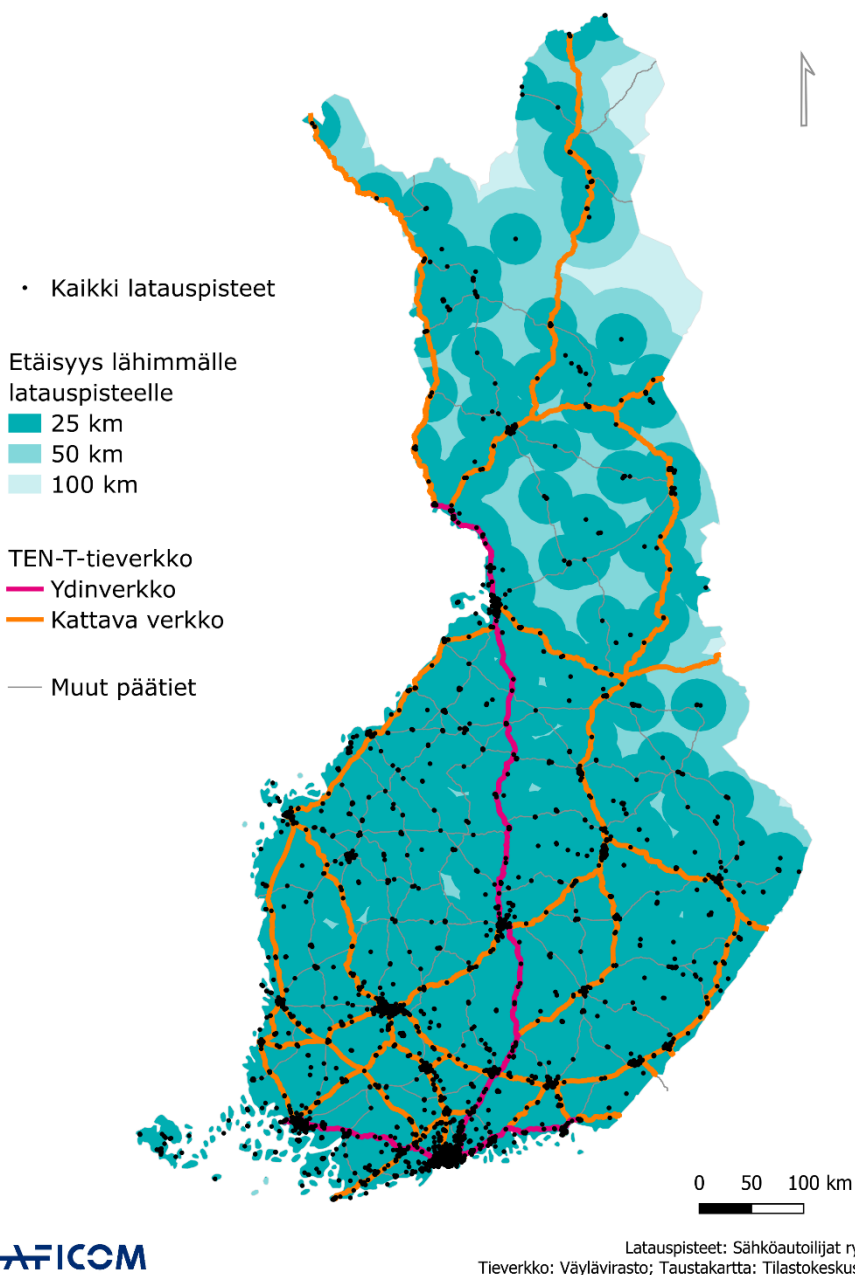 Kaikki latauspisteet
Etäisyys lähimmälle
latauspisteelle
25 km
50 km
100 km
TEN-T-tieverkko
Ydinverkko
Kattava verkko
Muut päätiet
0 50 100 km
AFICOM
Latauspisteet: Sähköautoilijat ry
Tieverkko: Väylävirasto; Taustakartta: Tilastokeskus